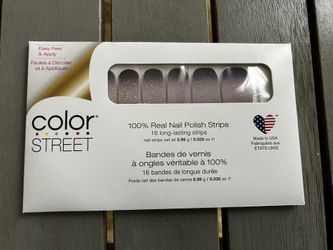 Easy Peel
& Apply
Faciles à Décoller
et à Appliquer
color
STREET
100% Real Nail Polish Strips
16 long-lasting strips
nail strips net wt 0.99 g / 0.035 oz ℮
Made in USA
Fabriquées aux
ÉTATS-UNIS
Bandes de vernis
à ongles véritable à 100%
16 bandes de longue durée
Poids net des bandes de vernis 0.99 g / 0.035 oz ℮